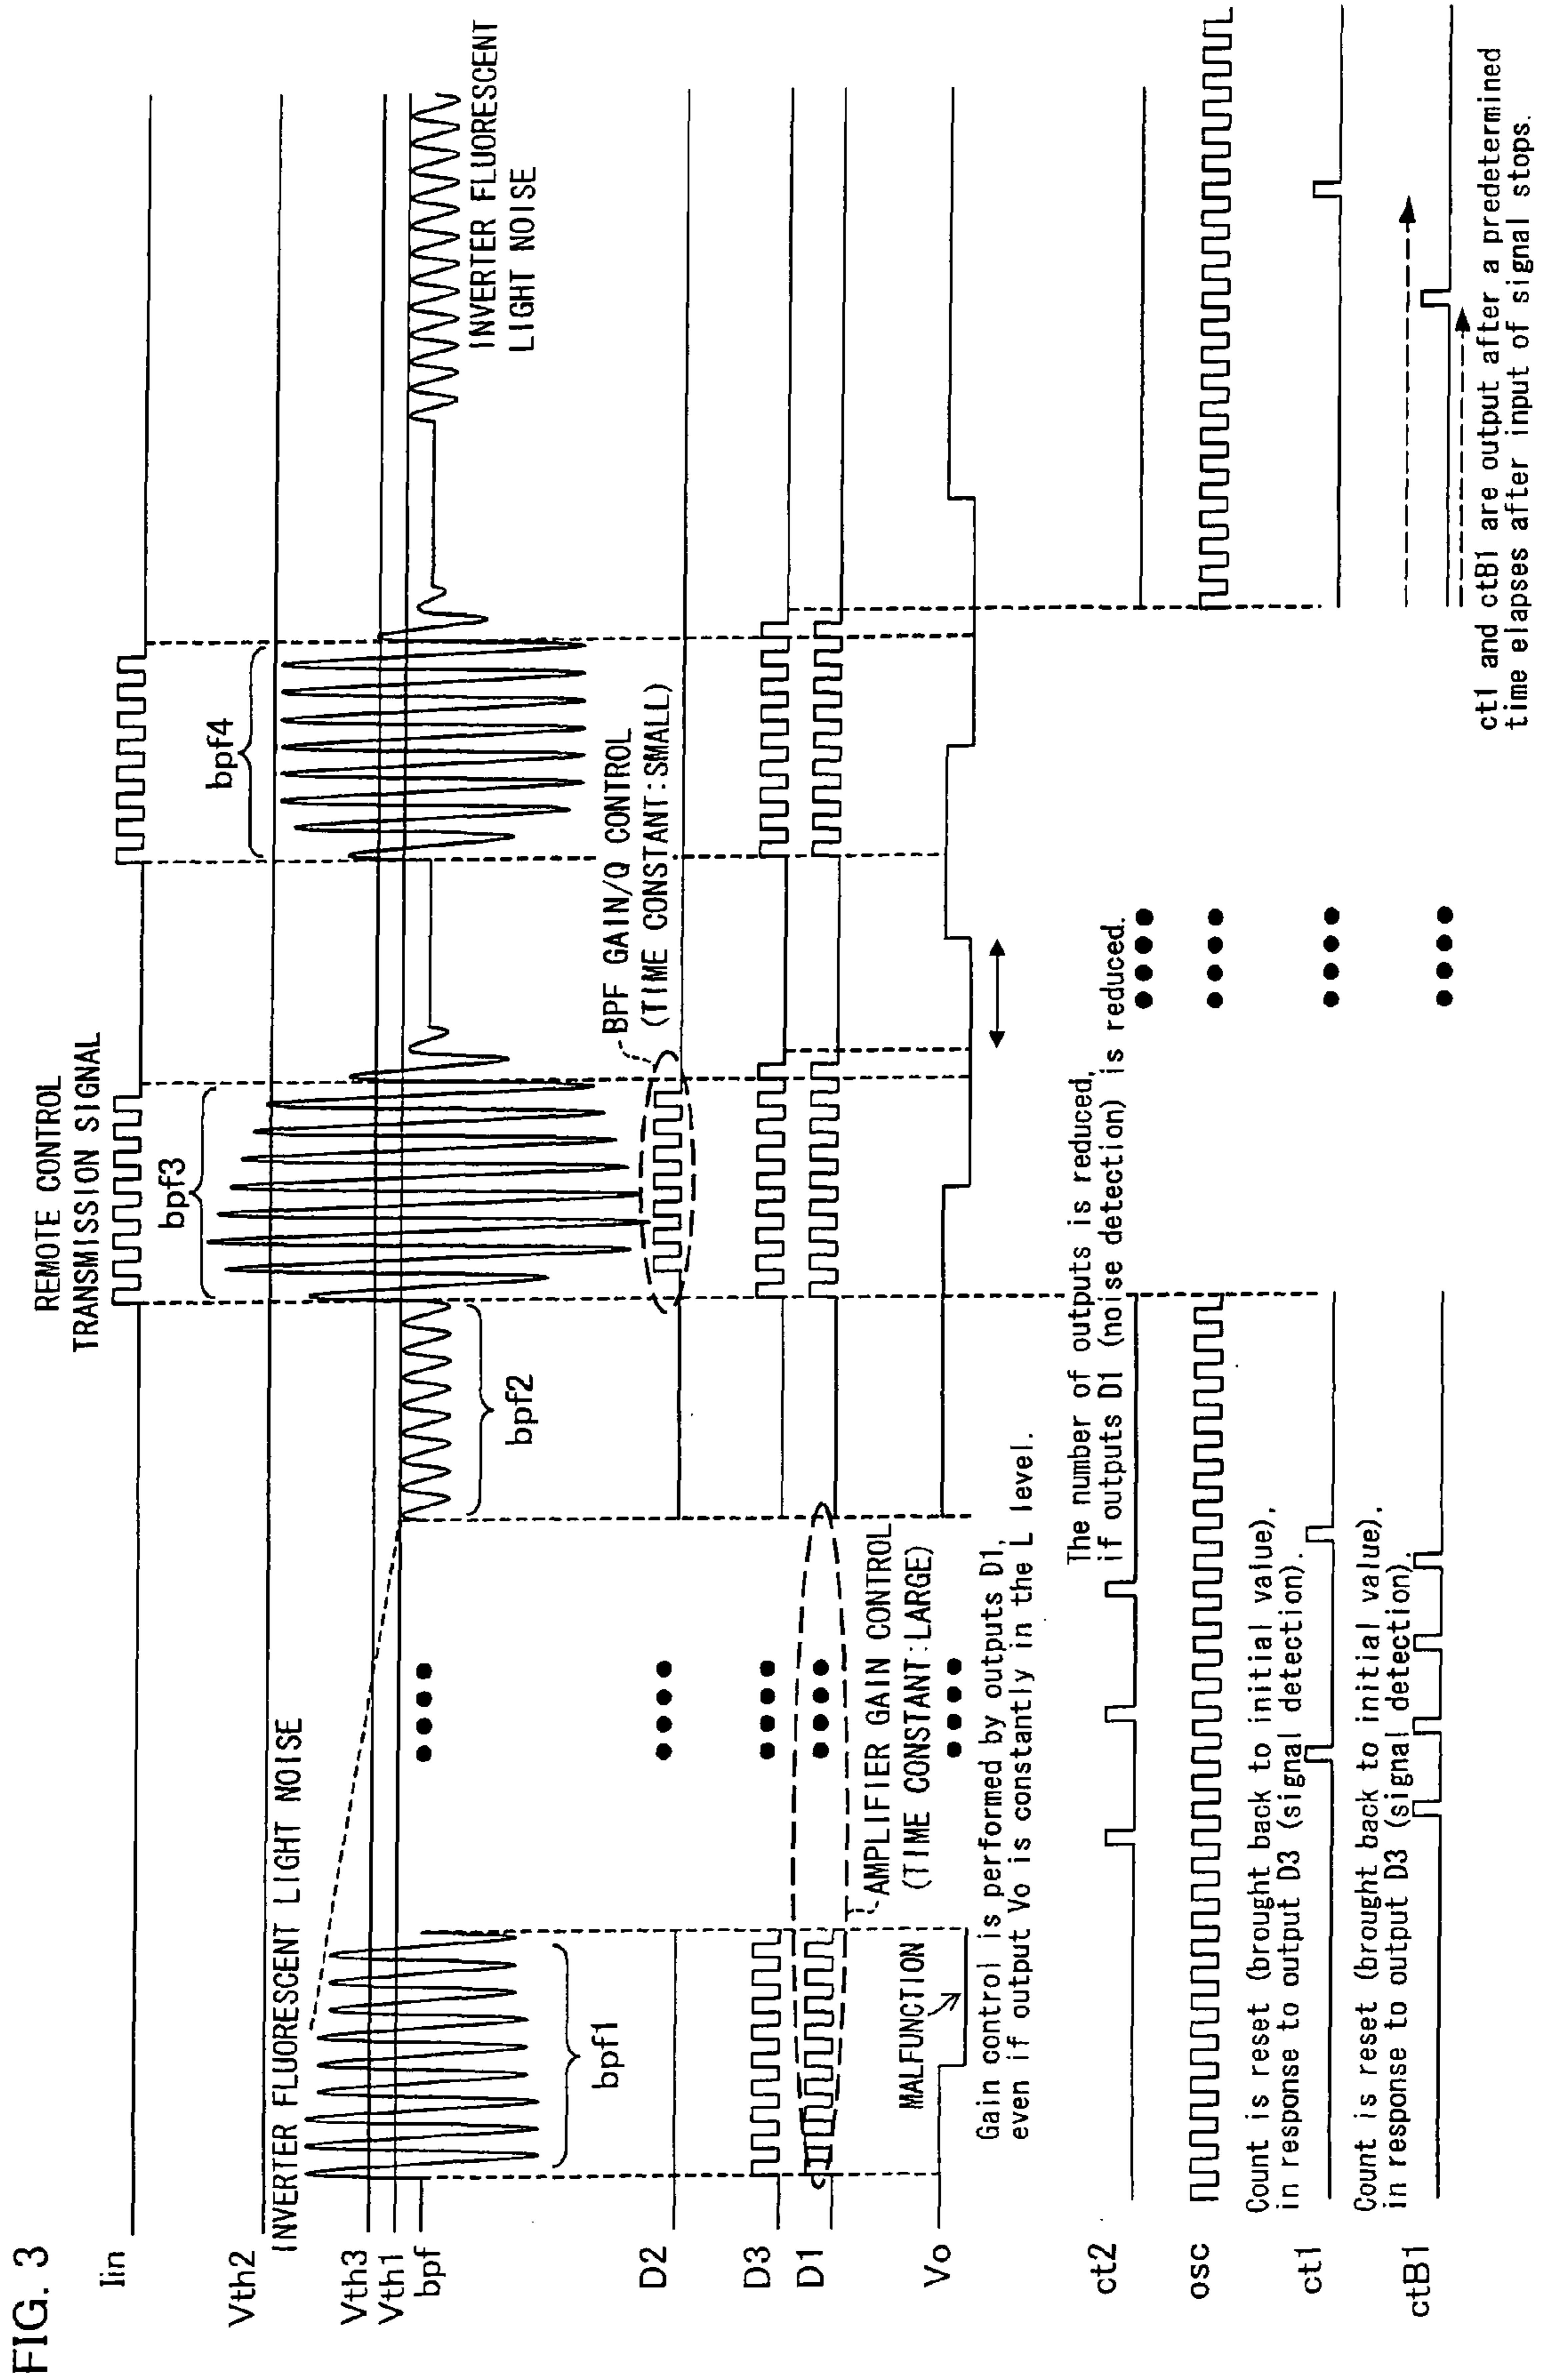 FIG. 3
REMOTE CONTROL
TRANSMISSION SIGNAL
Iin
bpf3
bpf4
Vth2
INVERTER FLUORESCENT LIGHT NOISE
Vth3
Vth1
bpf
bpf1
bpf2
INVERTER FLUORESCENT
LIGHT NOISE
BPF GAIN/Q CONTROL
(TIME CONSTANT:SMALL)
D2
D3
D1
AMPLIFIER GAIN CONTROL
(TIME CONSTANT:LARGE)
MALFUNCTION
Vo
Gain control is performed by outputs D1,
even if output Vo is constantly in the L level.
The number of outputs is reduced,
if outputs D1 (noise detection) is reduced.
ct2
osc
Count is reset (brought back to initial value),
in response to output D3 (signal detection).
ct1
Count is reset (brought back to initial value),
in response to output D3 (signal detection).
ctB1
ct1 and ctB1 are output after a predetermined
time elapses after input of signal stops.